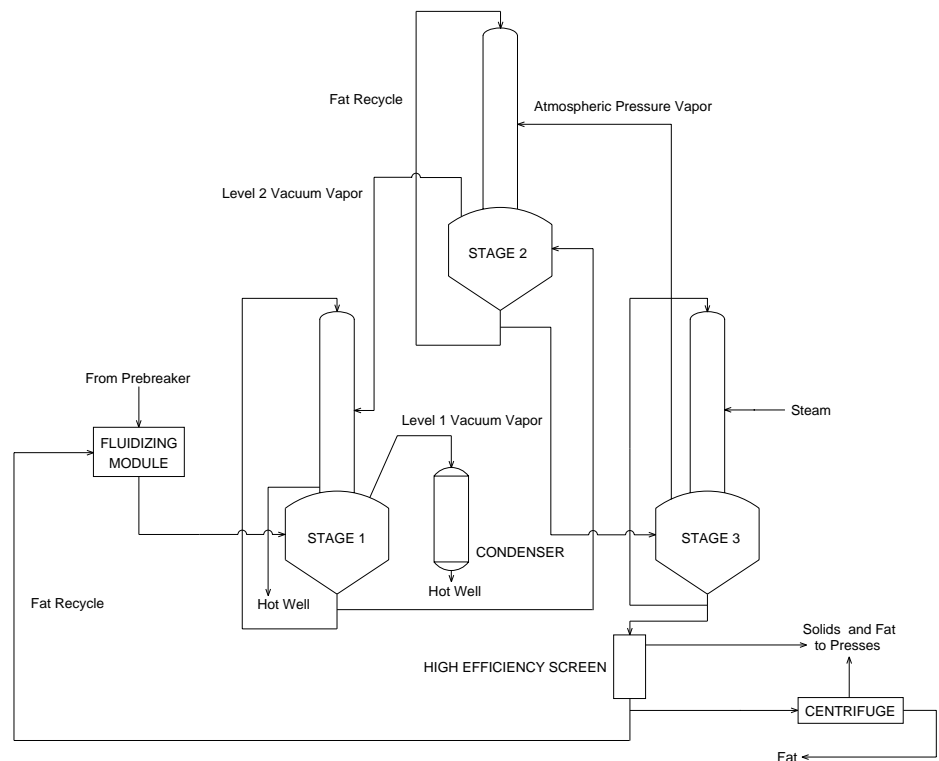 Fat Recycle
Atmospheric Pressure Vapor
Level 2 Vacuum Vapor
STAGE 2
From Prebreaker
Level 1 Vacuum Vapor
Steam
FLUIDIZING
MODULE
STAGE 1
STAGE 3
CONDENSER
Hot Well
Hot Well
Fat Recycle
Solids and Fat
to Presses
HIGH EFFICIENCY SCREEN
CENTRIFUGE
Fat